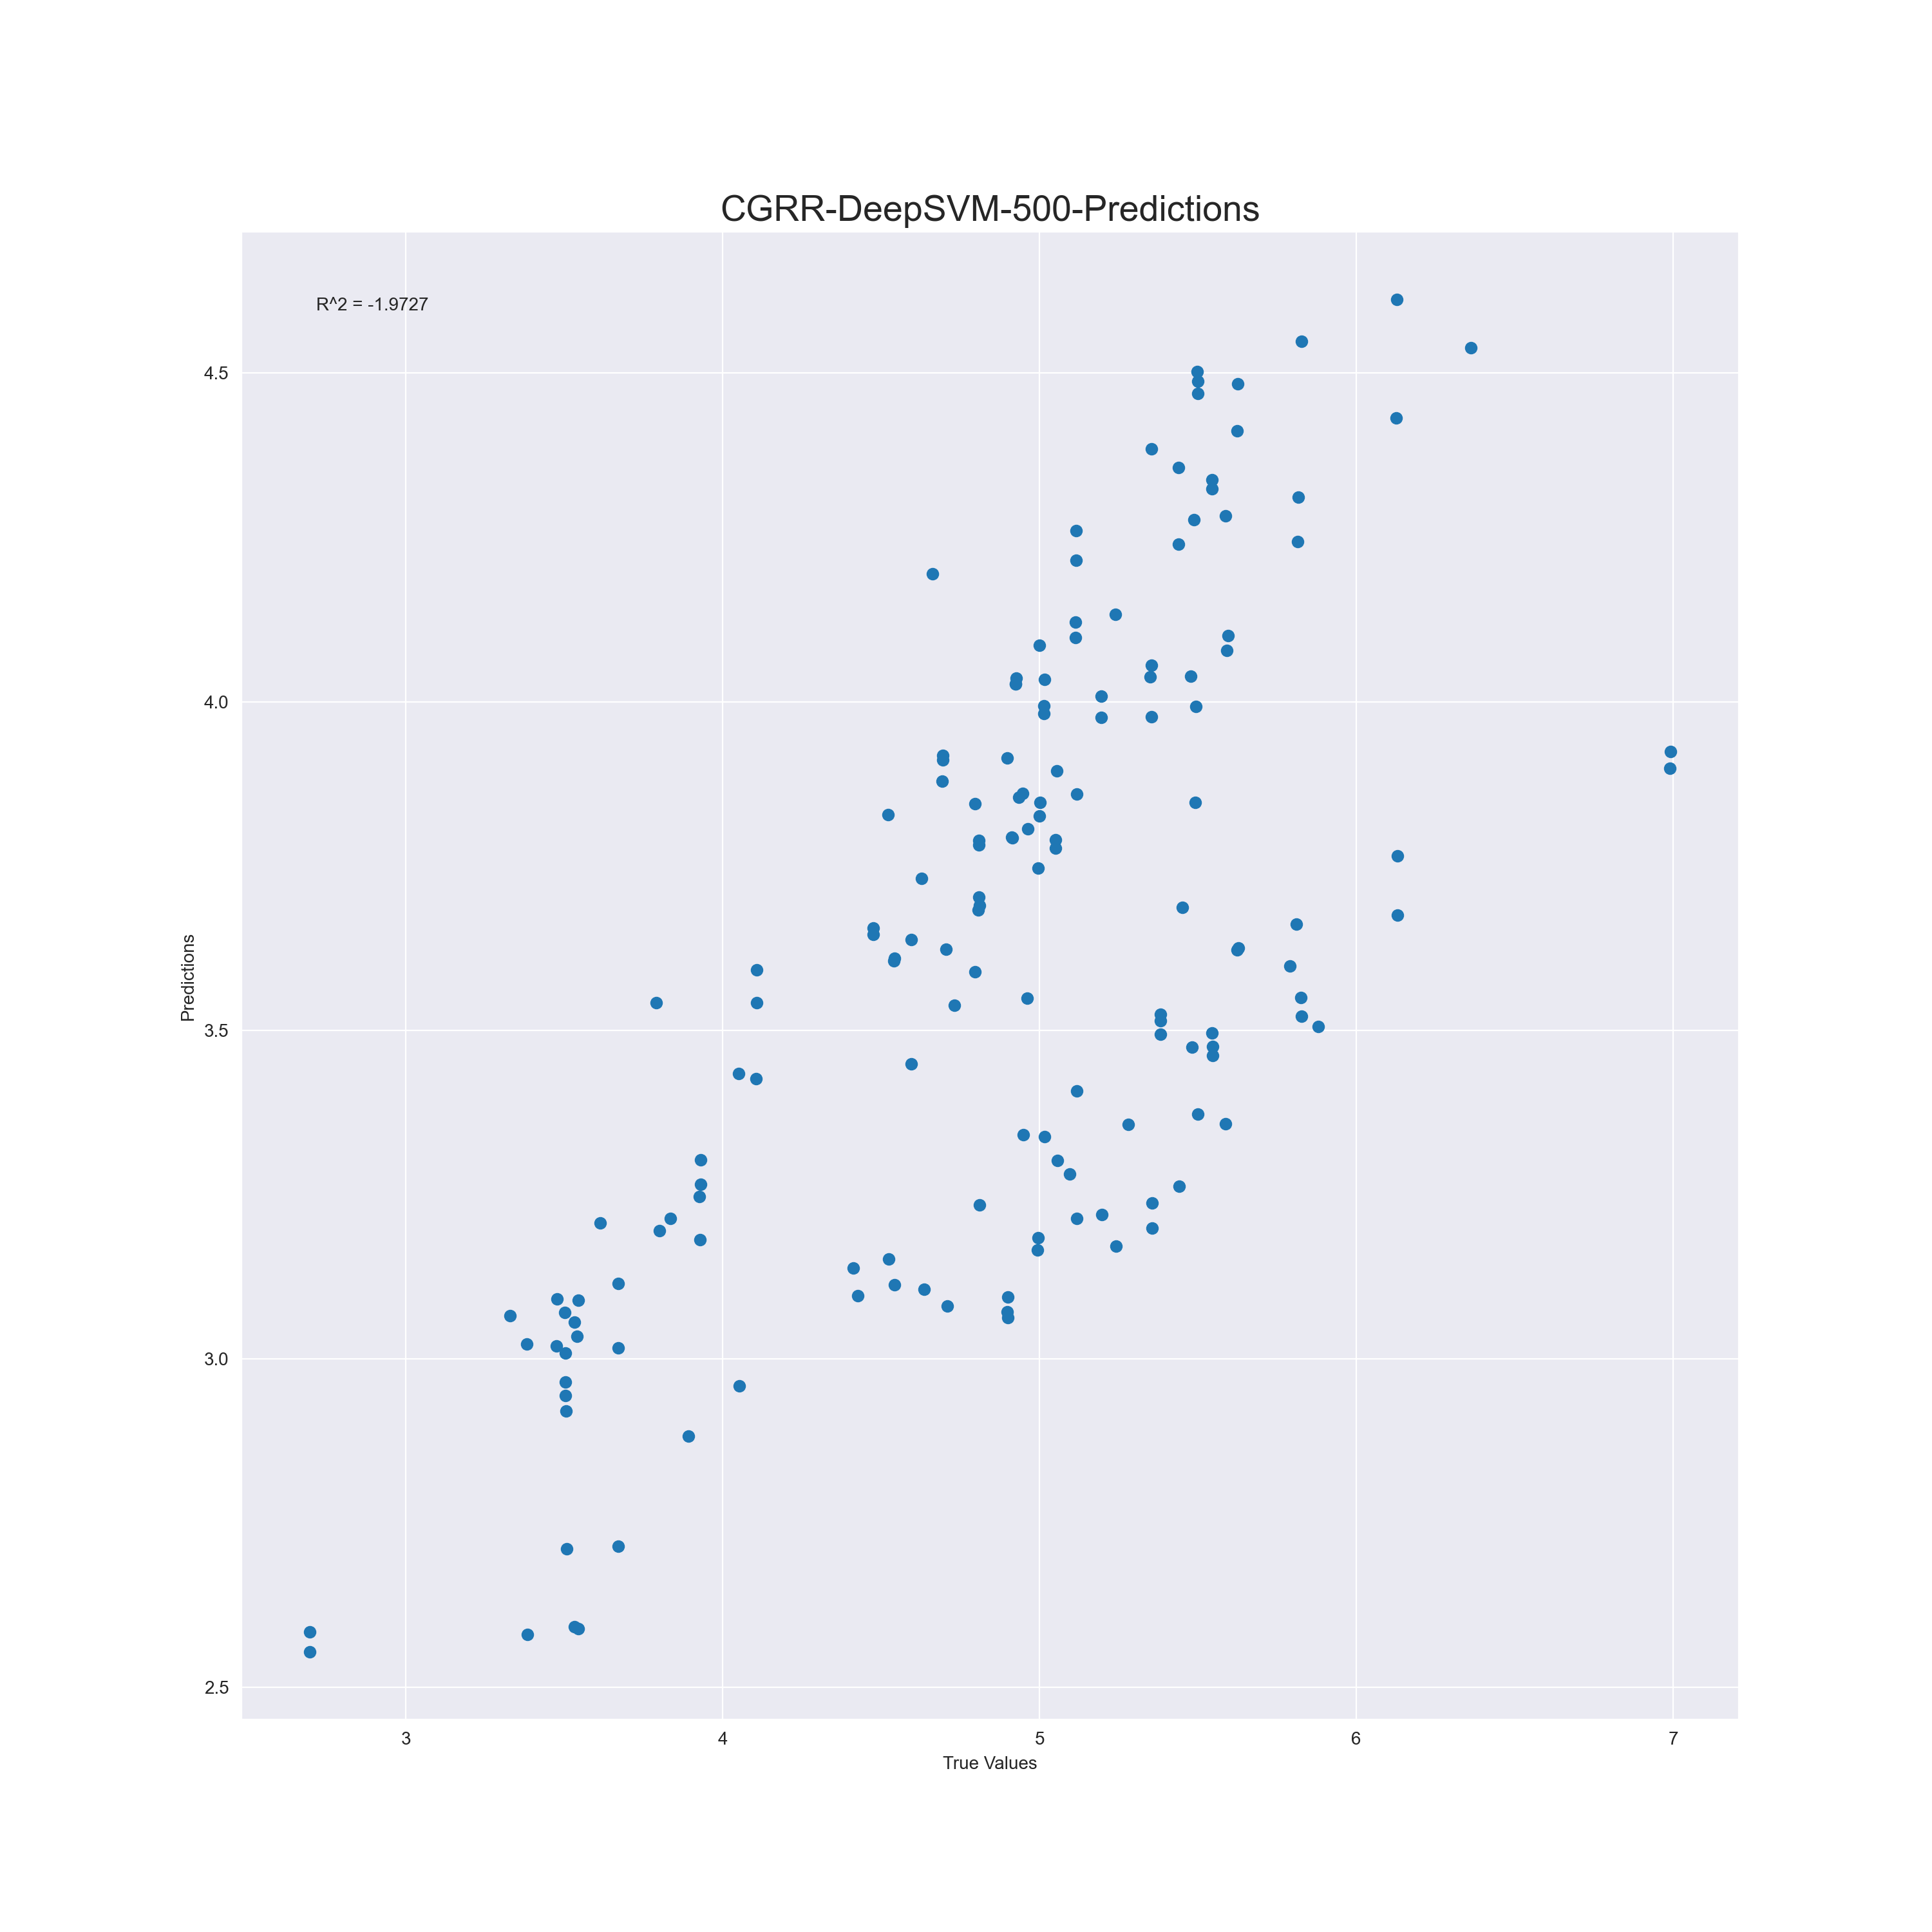 CGRR-DeepSVM-500-Predictions
R^2 = -1.9727
4.5
4.0
3.5
3.0
2.5
Predictions
3 4 5 6 7
True Values